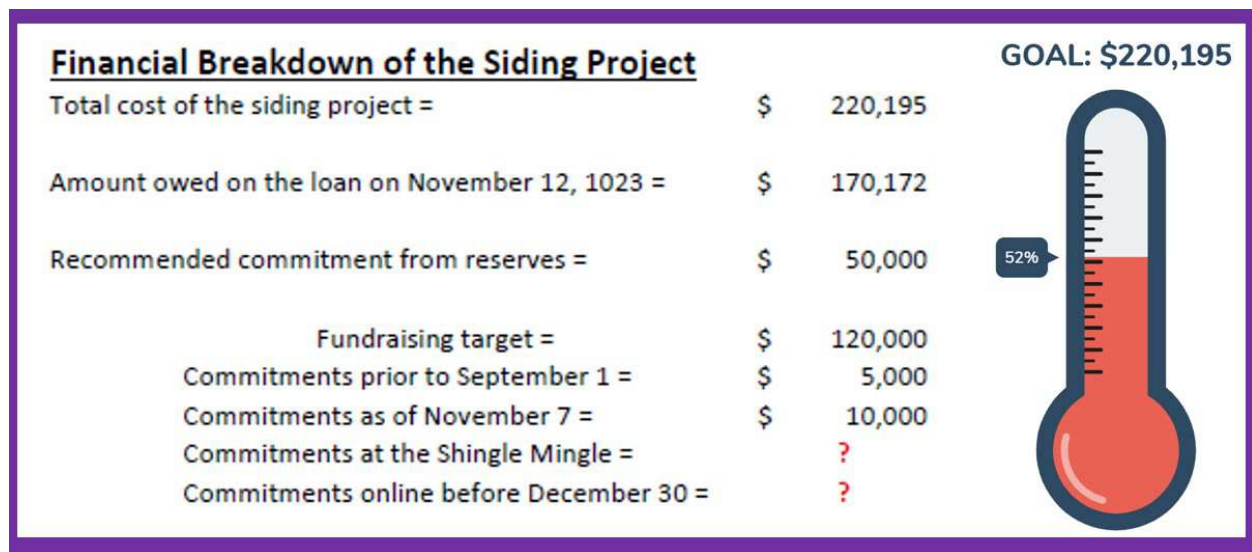 Financial Breakdown of the Siding Project
GOAL: $220,195
Total cost of the siding project = $ 220,195
Amount owed on the loan on November 12, 1023 = $ 170,172
Recommended commitment from reserves = $ 50,000
52%
Fundraising target = $ 120,000
Commitments prior to September 1 = $ 5,000
Commitments as of November 7 = $ 10,000
Commitments at the Shingle Mingle = ?
Commitments online before December 30 = ?